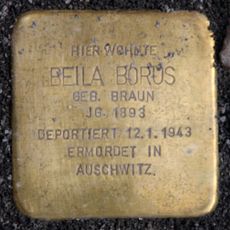 HIER WOHNTE
BEILA BORUS
GEB. BRAUN
JG. 1893
DEPORTIERT 12.1.1943
ERMORDET IN
AUSCHWITZ